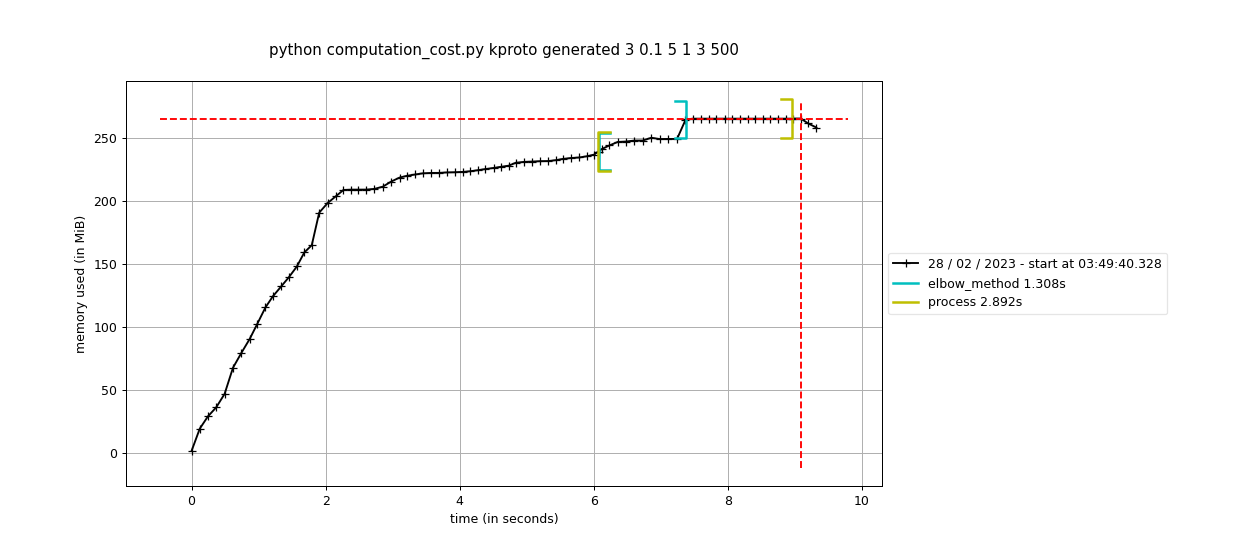 python computation_cost.py kproto generated 3 0.1 5 1 3 500
memory used (in MiB)
250
200
150
100
50
0
0 2 4 6 8 10
time (in seconds)
28 / 02 / 2023 - start at 03:49:40.328
elbow_method 1.308s
process 2.892s